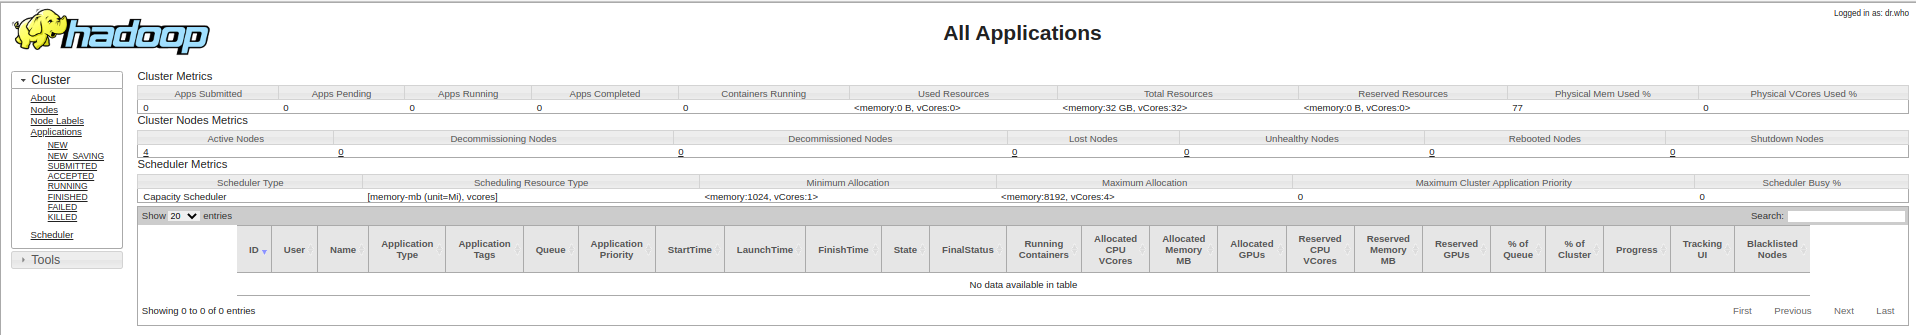 Logged in as: dr.who
hadoop
All Applications
Cluster
About
Nodes
Node Labels
Applications
NEW
NEW_SAVING
SUBMITTED
ACCEPTED
RUNNING
FINISHED
FAILED
KILLED
Scheduler
Tools
Cluster Metrics
Apps Submitted Apps Pending Apps Running Apps Completed Containers Running Used Resources Total Resources Reserved Resources Physical Mem Used % Physical VCores Used %
0 0 0 0 0 <memory:0 B, vCores:0> <memory:32 GB, vCores:32> <memory:0 B, vCores:0> 77 0
Cluster Nodes Metrics
Active Nodes Decommissioning Nodes Decommissioned Nodes Lost Nodes Unhealthy Nodes Rebooted Nodes Shutdown Nodes
4 0 0 0 0 0 0
Scheduler Metrics
Scheduler Type Scheduling Resource Type Minimum Allocation Maximum Allocation Maximum Cluster Application Priority Scheduler Busy %
Capacity Scheduler [memory-mb (unit=Mi), vcores] <memory:1024, vCores:1> <memory:8192, vCores:4> 0 0
Show 20 entries Search:
ID User Name Application Type Application Tags Queue Application Priority StartTime LaunchTime FinishTime State FinalStatus Running Containers Allocated CPU VCores Allocated Memory MB Allocated GPUs Reserved CPU VCores Reserved Memory MB Reserved GPUs % of Queue % of Cluster Progress Tracking UI Blacklisted Nodes
No data available in table
Showing 0 to 0 of 0 entries First Previous Next Last